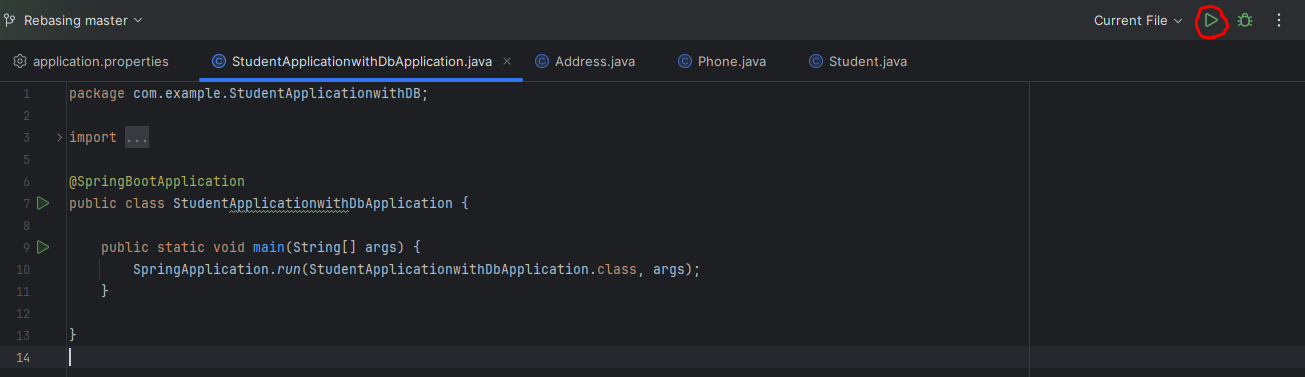 Rebasing master
Current File
application.properties
StudentApplicationwithDbApplication.java
Address.java
Phone.java
Student.java
1 package com.example.StudentApplicationwithDB;
2
3 import ...
5
6 @SpringBootApplication
7 public class StudentApplicationwithDbApplication {
8
9 public static void main(String[] args) {
10 SpringApplication.run(StudentApplicationwithDbApplication.class, args);
11 }
12
13 }
14